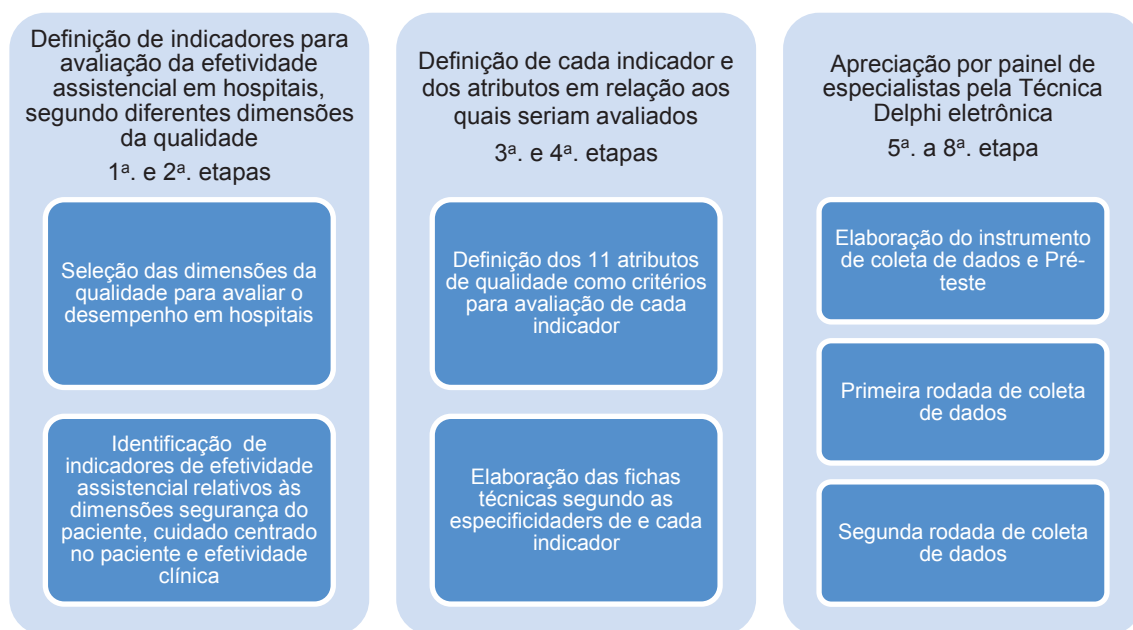 Definição de indicadores para
avaliação da efetividade
assistencial em hospitais,
segundo diferentes dimensões
da qualidade
1ª. e 2ª. etapas
Seleção das dimensões da
qualidade para avaliar o
desempenho em hospitais
Identificação de
indicadores de efetividade
assistencial relativos às
dimensões segurança do
paciente, cuidado centrado
no paciente e efetividade
clínica
Definição de cada indicador e
dos atributos em relação aos
quais seriam avaliados
3ª. e 4ª. etapas
Definição dos 11 atributos
de qualidade como critérios
para avaliação de cada
indicador
Elaboração das fichas
técnicas segundo as
especificidaders de e cada
indicador
Apreciação por painel de
especialistas pela Técnica
Delphi eletrônica
5ª. a 8ª. etapa
Elaboração do instrumento
de coleta de dados e Pré-
teste
Primeira rodada de coleta
de dados
Segunda rodada de coleta
de dados